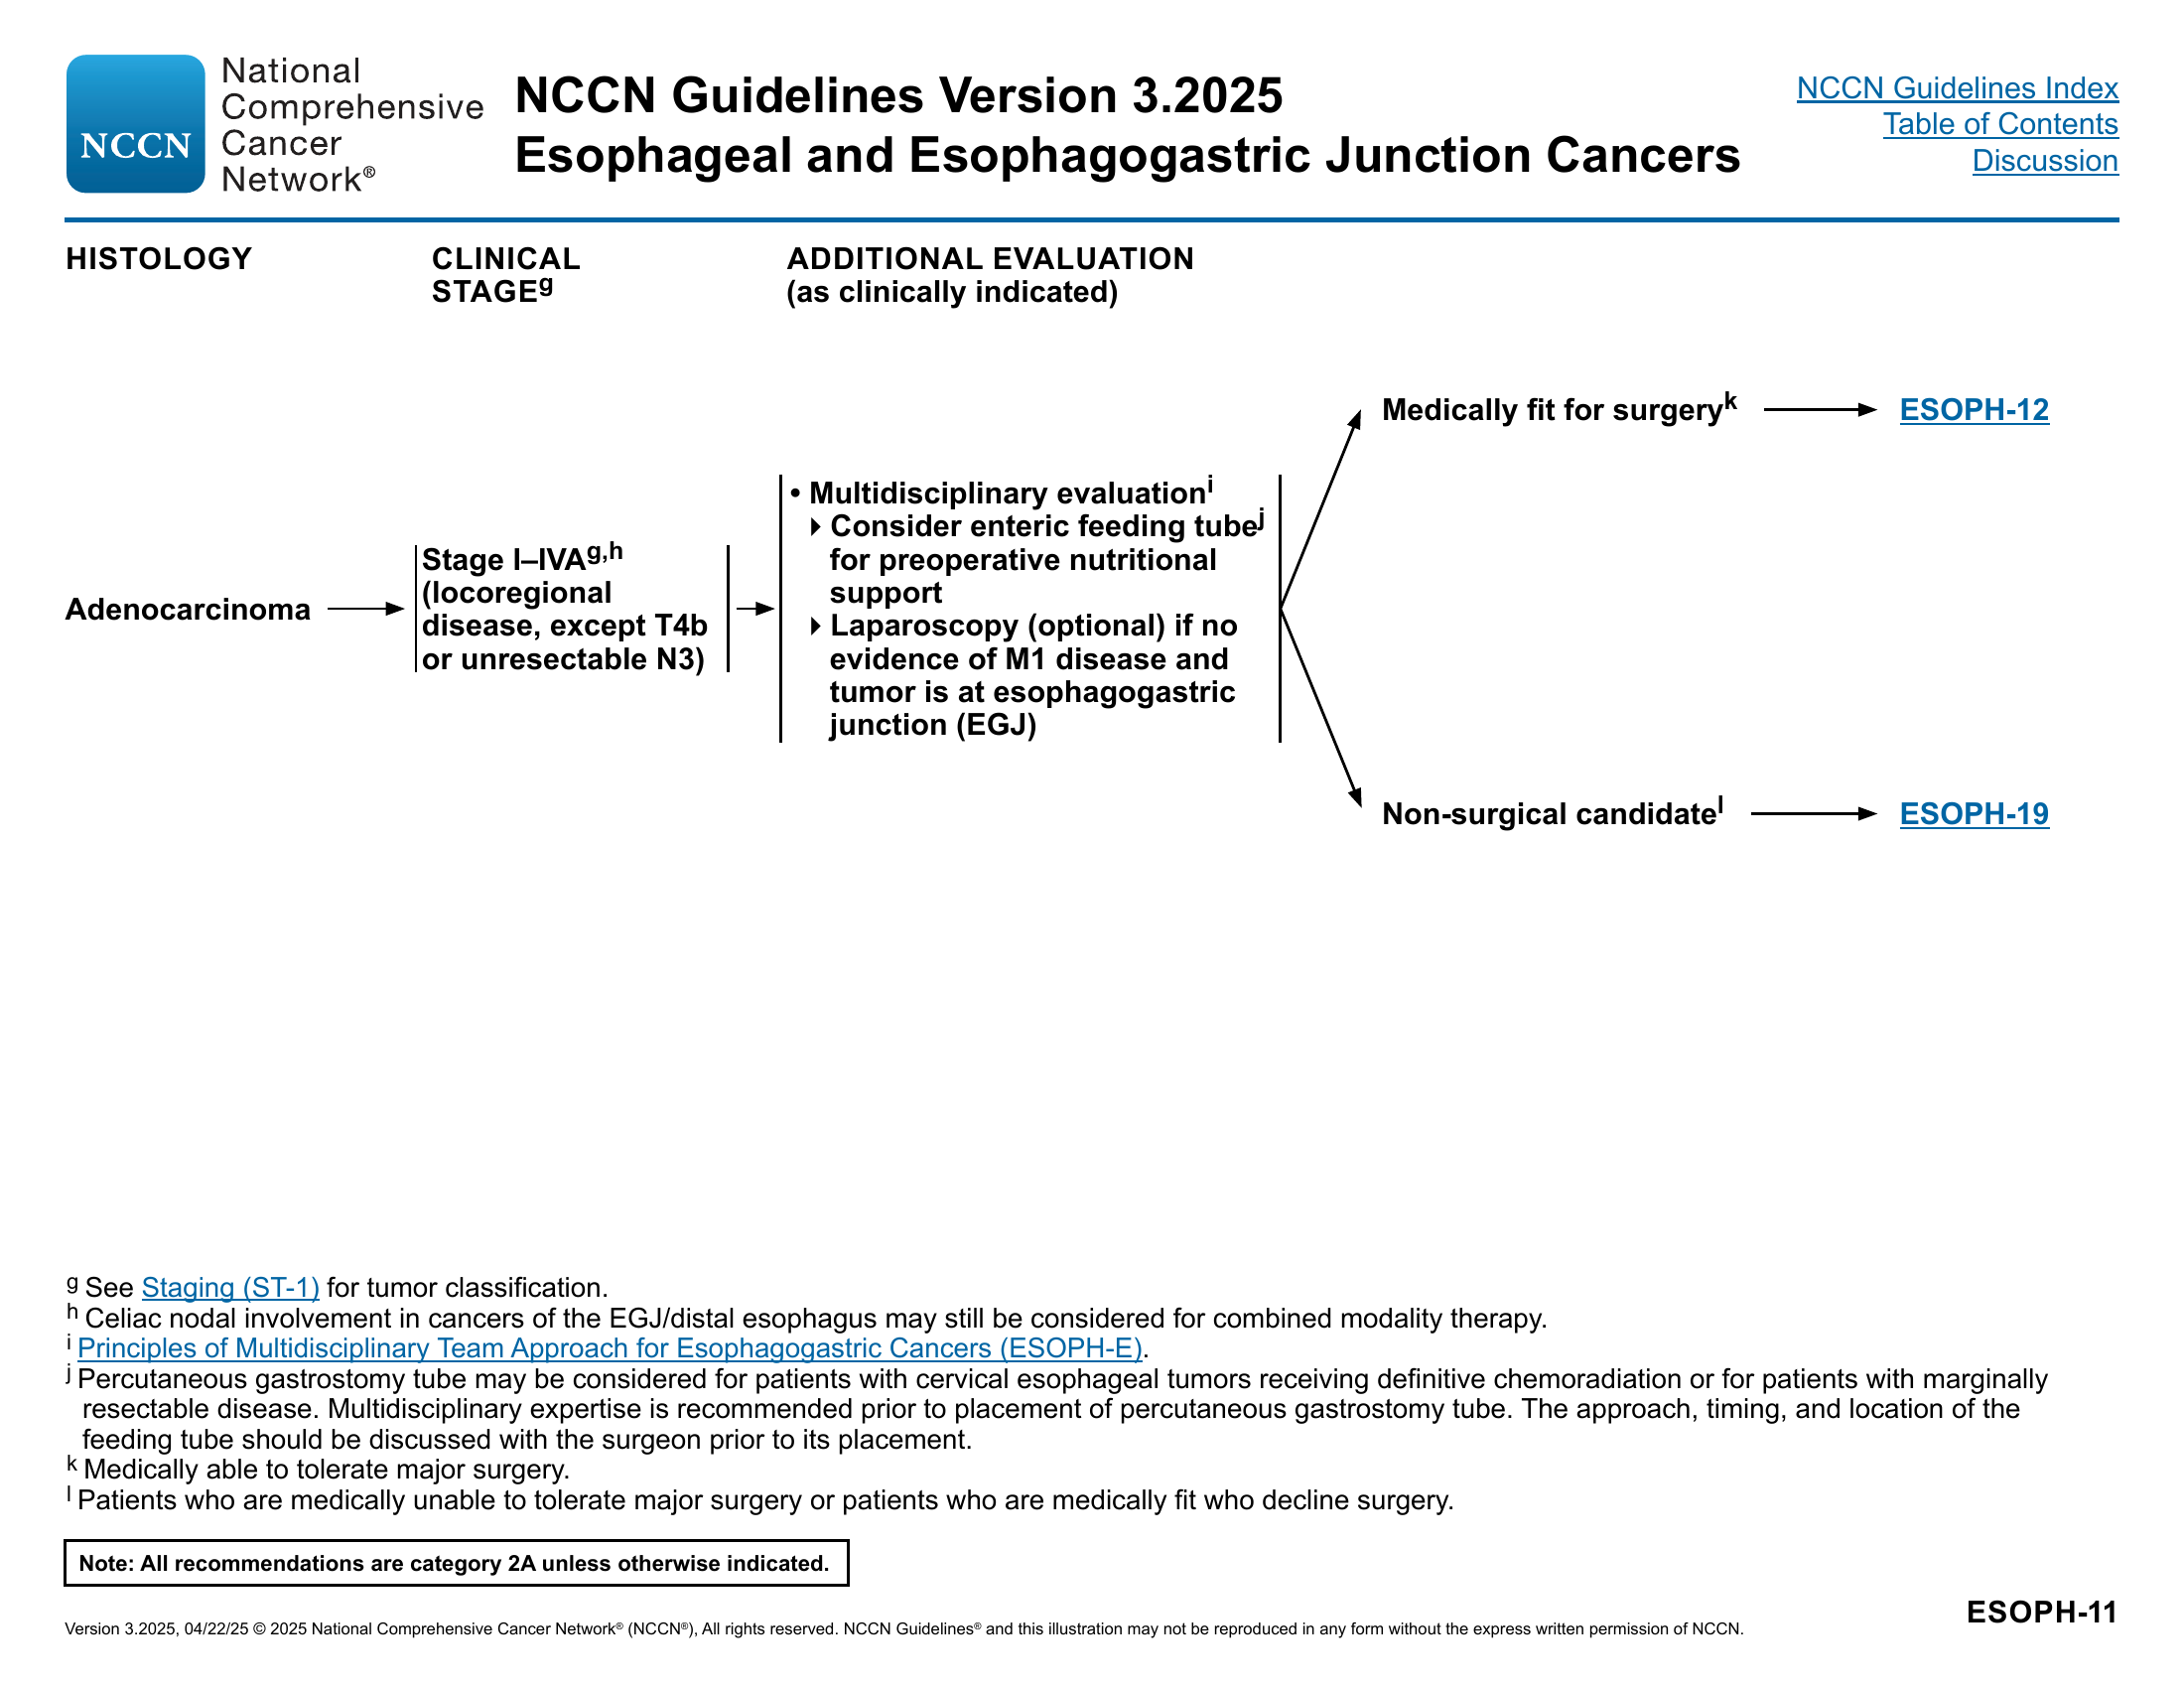 National
Comprehensive
Cancer
Network®
NCCN
NCCN Guidelines Version 3.2025
Esophageal and Esophagogastric Junction Cancers
NCCN Guidelines Index
Table of Contents
Discussion
HISTOLOGY
CLINICAL
STAGEg
ADDITIONAL EVALUATION
(as clinically indicated)
Adenocarcinoma
Stage I–IVAg,h
(locoregional
disease, except T4b
or unresectable N3)
• Multidisciplinary evaluationi
Consider enteric feeding tubej
for preoperative nutritional
support
Laparoscopy (optional) if no
evidence of M1 disease and
tumor is at esophagogastric
junction (EGJ)
Medically fit for surgeryk
ESOPH-12
Non-surgical candidatel
ESOPH-19
g See Staging (ST-1) for tumor classification.
h Celiac nodal involvement in cancers of the EGJ/distal esophagus may still be considered for combined modality therapy.
i Principles of Multidisciplinary Team Approach for Esophagogastric Cancers (ESOPH-E).
j Percutaneous gastrostomy tube may be considered for patients with cervical esophageal tumors receiving definitive chemoradiation or for patients with marginally
resectable disease. Multidisciplinary expertise is recommended prior to placement of percutaneous gastrostomy tube. The approach, timing, and location of the
feeding tube should be discussed with the surgeon prior to its placement.
k Medically able to tolerate major surgery.
l Patients who are medically unable to tolerate major surgery or patients who are medically fit who decline surgery.
Note: All recommendations are category 2A unless otherwise indicated.
ESOPH-11
Version 3.2025, 04/22/25 © 2025 National Comprehensive Cancer Network® (NCCN®), All rights reserved. NCCN Guidelines® and this illustration may not be reproduced in any form without the express written permission of NCCN.